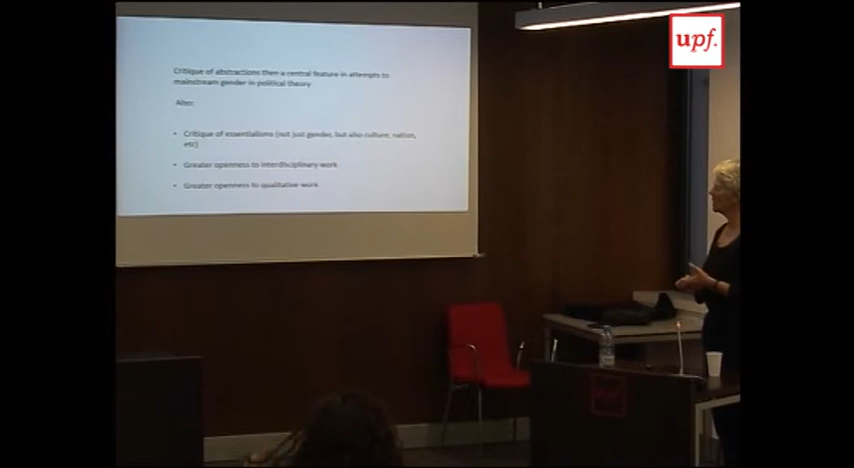 upf.
Critique of abstractions then a central feature in attempts to
mainstream gender in political theory
Also:
• Critique of essentialisms (not just gender, but also culture, nation,
etc)
• Greater openness to interdisciplinary work
• Greater openness to qualitative work
upf.